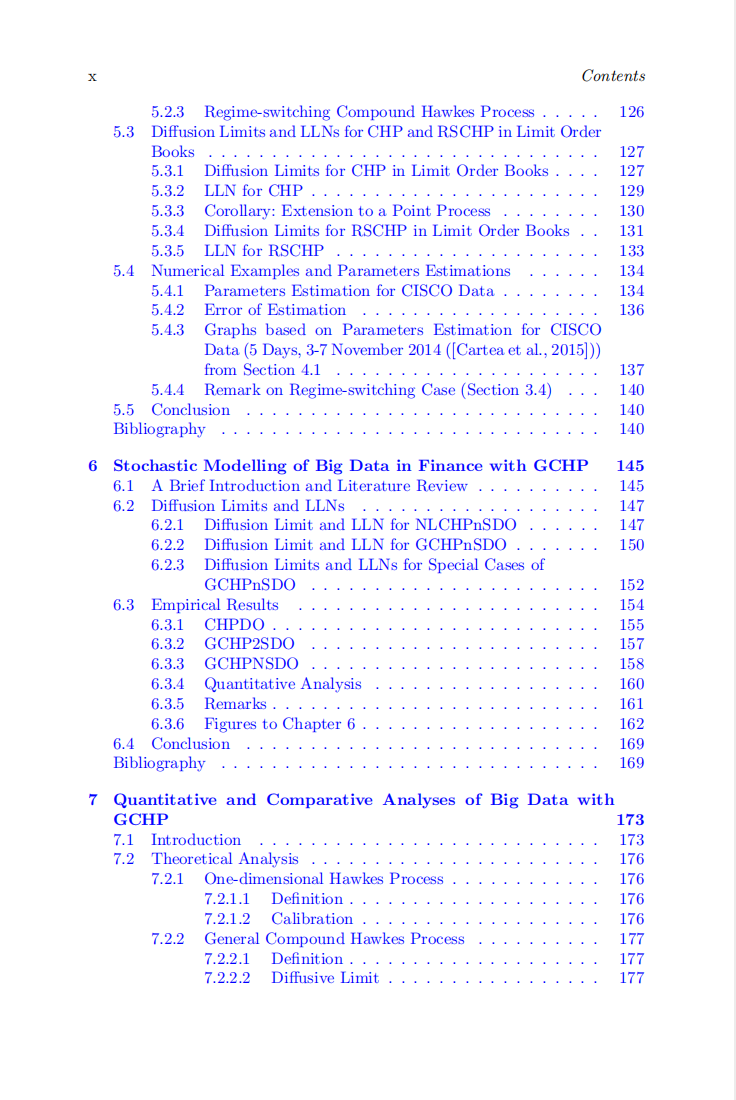 x Contents
5.2.3 Regime-switching Compound Hawkes Process . . . . . 126
5.3 Diffusion Limits and LLNs for CHP and RSCHP in Limit Order
Books . . . . . . . . . . . . . . . . . . . . . . . . . . . . . . . 127
5.3.1 Diffusion Limits for CHP in Limit Order Books . . . . 127
5.3.2 LLN for CHP . . . . . . . . . . . . . . . . . . . . . . . 129
5.3.3 Corollary: Extension to a Point Process . . . . . . . . 130
5.3.4 Diffusion Limits for RSCHP in Limit Order Books . . 131
5.3.5 LLN for RSCHP . . . . . . . . . . . . . . . . . . . . . 133
5.4 Numerical Examples and Parameters Estimations . . . . . . 134
5.4.1 Parameters Estimation for CISCO Data . . . . . . . . 134
5.4.2 Error of Estimation . . . . . . . . . . . . . . . . . . . 136
5.4.3 Graphs based on Parameters Estimation for CISCO
Data (5 Days, 3-7 November 2014 ([Cartea et al., 2015]))
from Section 4.1 . . . . . . . . . . . . . . . . . . . . . 137
5.4.4 Remark on Regime-switching Case (Section 3.4) . . . 140
5.5 Conclusion . . . . . . . . . . . . . . . . . . . . . . . . . . . . 140
Bibliography . . . . . . . . . . . . . . . . . . . . . . . . . . . . . . 140
6 Stochastic Modelling of Big Data in Finance with GCHP 145
6.1 A Brief Introduction and Literature Review . . . . . . . . . . 145
6.2 Diffusion Limits and LLNs . . . . . . . . . . . . . . . . . . . 147
6.2.1 Diffusion Limit and LLN for NLCHPnSDO . . . . . . 147
6.2.2 Diffusion Limit and LLN for GCHPnSDO . . . . . . . 150
6.2.3 Diffusion Limits and LLNs for Special Cases of
GCHPnSDO . . . . . . . . . . . . . . . . . . . . . . . 152
6.3 Empirical Results . . . . . . . . . . . . . . . . . . . . . . . . 154
6.3.1 CHPDO . . . . . . . . . . . . . . . . . . . . . . . . . . 155
6.3.2 GCHP2SDO . . . . . . . . . . . . . . . . . . . . . . . 157
6.3.3 GCHPNSDO . . . . . . . . . . . . . . . . . . . . . . . 158
6.3.4 Quantitative Analysis . . . . . . . . . . . . . . . . . . 160
6.3.5 Remarks . . . . . . . . . . . . . . . . . . . . . . . . . . 161
6.3.6 Figures to Chapter 6 . . . . . . . . . . . . . . . . . . . 162
6.4 Conclusion . . . . . . . . . . . . . . . . . . . . . . . . . . . . 169
Bibliography . . . . . . . . . . . . . . . . . . . . . . . . . . . . . . 169
7 Quantitative and Comparative Analyses of Big Data with
GCHP 173
7.1 Introduction . . . . . . . . . . . . . . . . . . . . . . . . . . . 173
7.2 Theoretical Analysis . . . . . . . . . . . . . . . . . . . . . . . 176
7.2.1 One-dimensional Hawkes Process . . . . . . . . . . . . 176
7.2.1.1 Definition . . . . . . . . . . . . . . . . . . . . 176
7.2.1.2 Calibration . . . . . . . . . . . . . . . . . . . 176
7.2.2 General Compound Hawkes Process . . . . . . . . . . 177
7.2.2.1 Definition . . . . . . . . . . . . . . . . . . . . 177
7.2.2.2 Diffusive Limit . . . . . . . . . . . . . . . . . 177